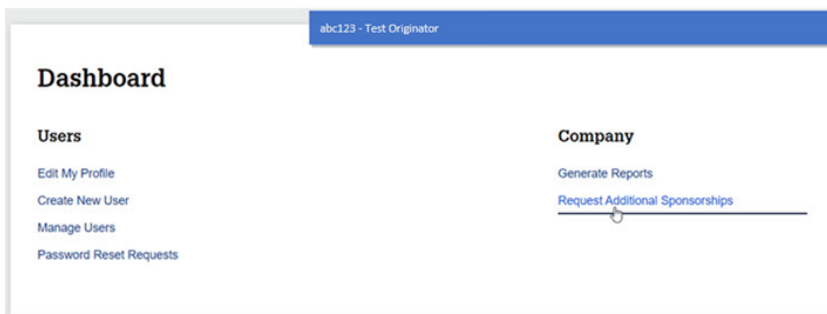 abc123 - Test Originator
Dashboard
Users
Edit My Profile
Create New User
Manage Users
Password Reset Requests
Company
Generate Reports
Request Additional Sponsorships